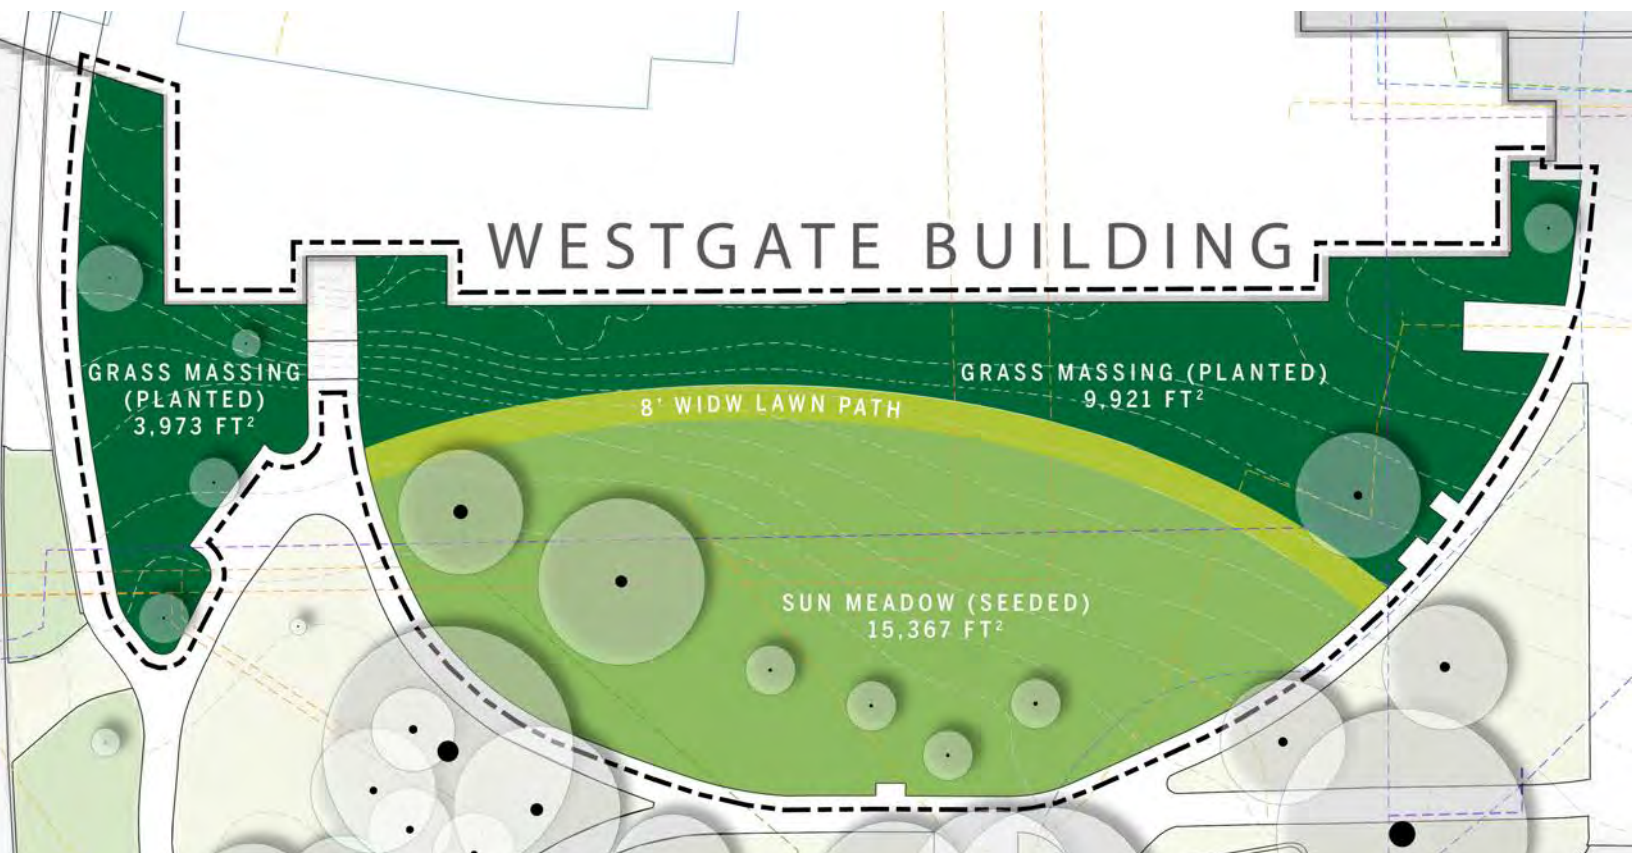 WESTGATE BUILDING
GRASS MASSING
(PLANTED)
3,973 FT²
GRASS MASSING (PLANTED)
9,921 FT²
8' WIDW LAWN PATH
SUN MEADOW (SEEDED)
15,367 FT²